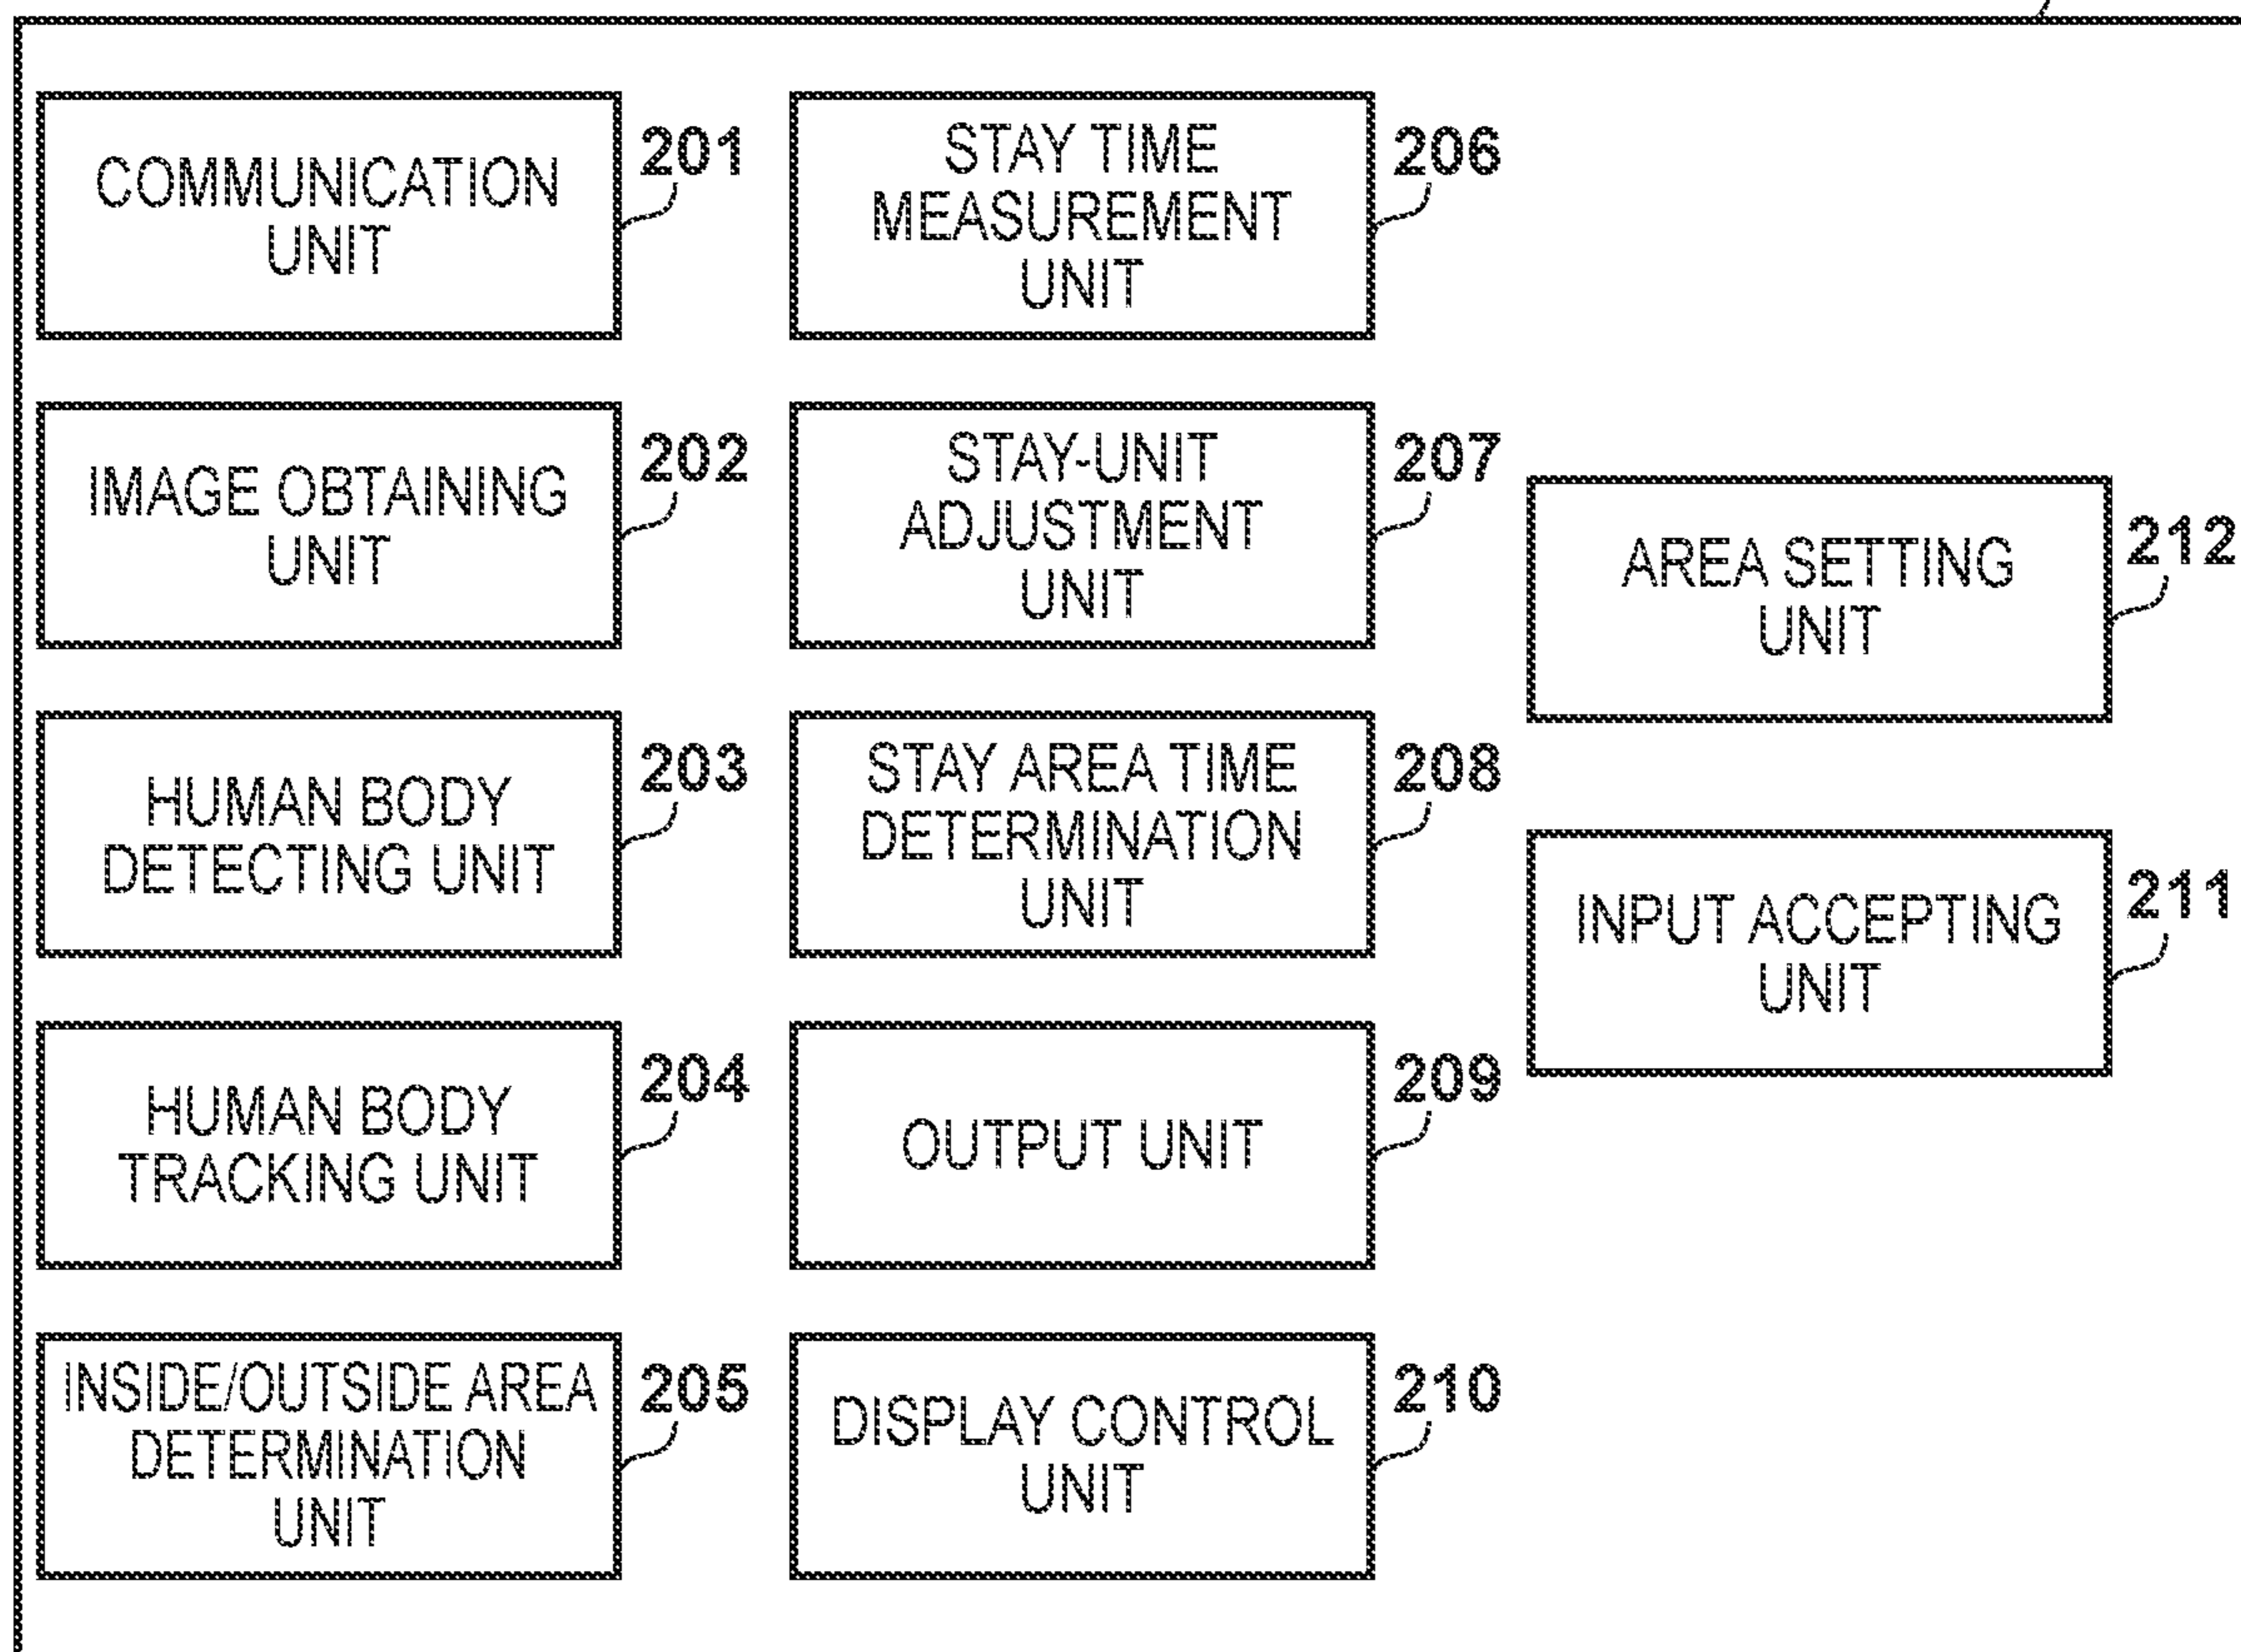 COMMUNICATION
UNIT
201
IMAGE OBTAINING
UNIT
202
HUMAN BODY
DETECTING UNIT
203
HUMAN BODY
TRACKING UNIT
204
INSIDE/OUTSIDE AREA
DETERMINATION
UNIT
205
STAY TIME
MEASUREMENT
UNIT
206
STAY-UNIT
ADJUSTMENT
UNIT
207
STAY AREA TIME
DETERMINATION
UNIT
208
OUTPUT UNIT
209
DISPLAY CONTROL
UNIT
210
AREA SETTING
UNIT
212
INPUT ACCEPTING
UNIT
211